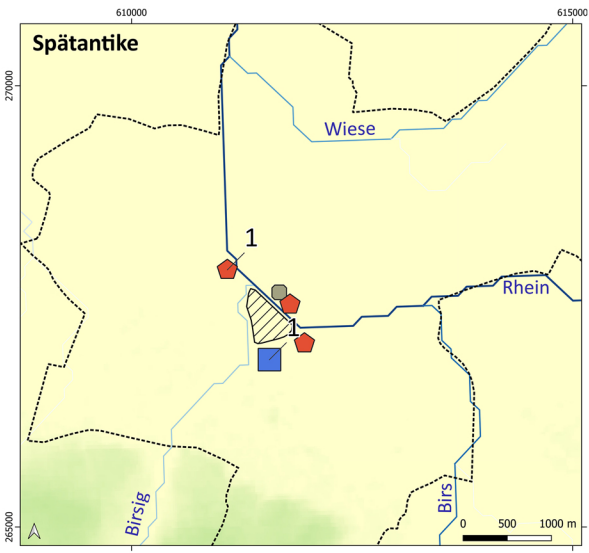 610000
615000
Spätantike
270000
Wiese
1
Rhein
1
Birsig
Birs
0 500 1000 m
265000